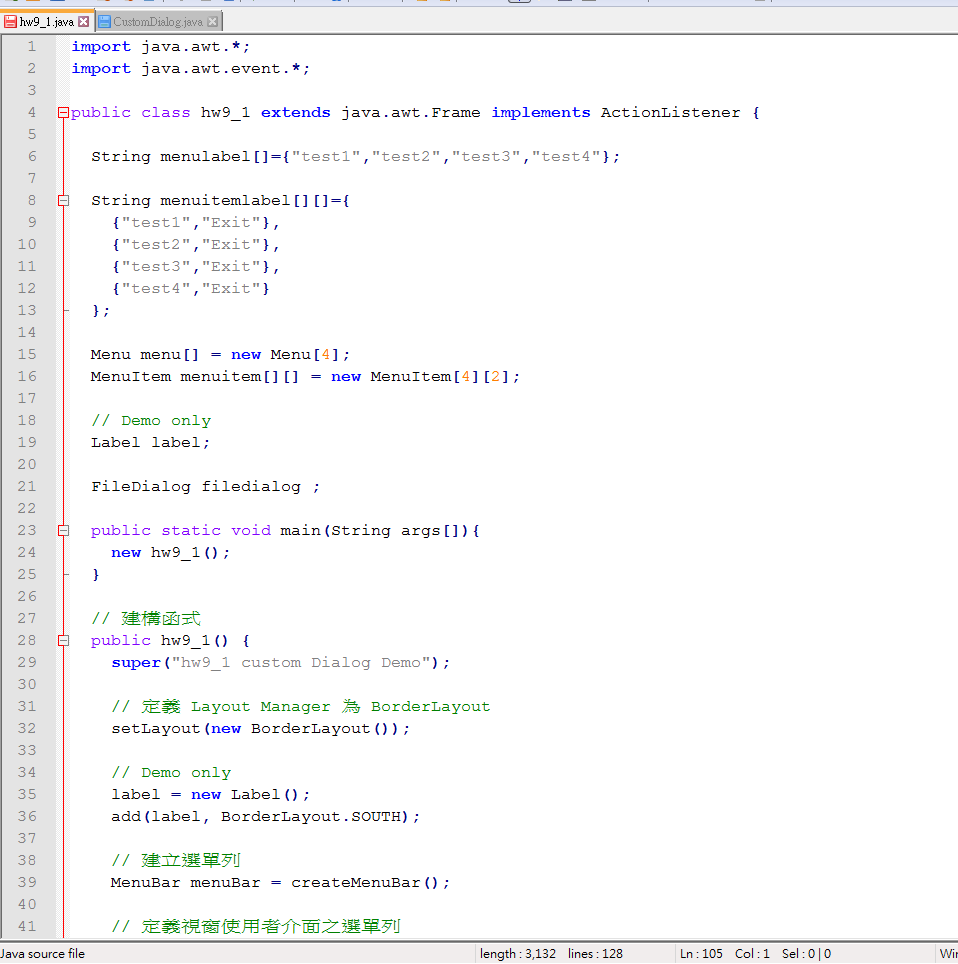 hw9_1.java
CustomDialog.java
1 import java.awt.*;
2 import java.awt.event.*;
3
4 public class hw9_1 extends java.awt.Frame implements ActionListener {
5
6 String menulabel[]={"test1","test2","test3","test4"};
7
8 String menuitemlabel[][]={
9 {"test1","Exit"},
10 {"test2","Exit"},
11 {"test3","Exit"},
12 {"test4","Exit"}
13 };
14
15 Menu menu[] = new Menu[4];
16 MenuItem menuitem[][] = new MenuItem[4][2];
17
18 // Demo only
19 Label label;
20
21 FileDialog filedialog ;
22
23 public static void main(String args[]){
24 new hw9_1();
25 }
26
27 // 建構函式
28 public hw9_1() {
29 super("hw9_1 custom Dialog Demo");
30
31 // 定義 Layout Manager 為 BorderLayout
32 setLayout(new BorderLayout());
33
34 // Demo only
35 label = new Label();
36 add(label, BorderLayout.SOUTH);
37
38 // 建立選單列
39 MenuBar menuBar = createMenuBar();
40
41 // 定義視窗使用者介面之選單列
Java source file length : 3,132 lines : 128 Ln : 105 Col : 1 Sel : 0 | 0 Win